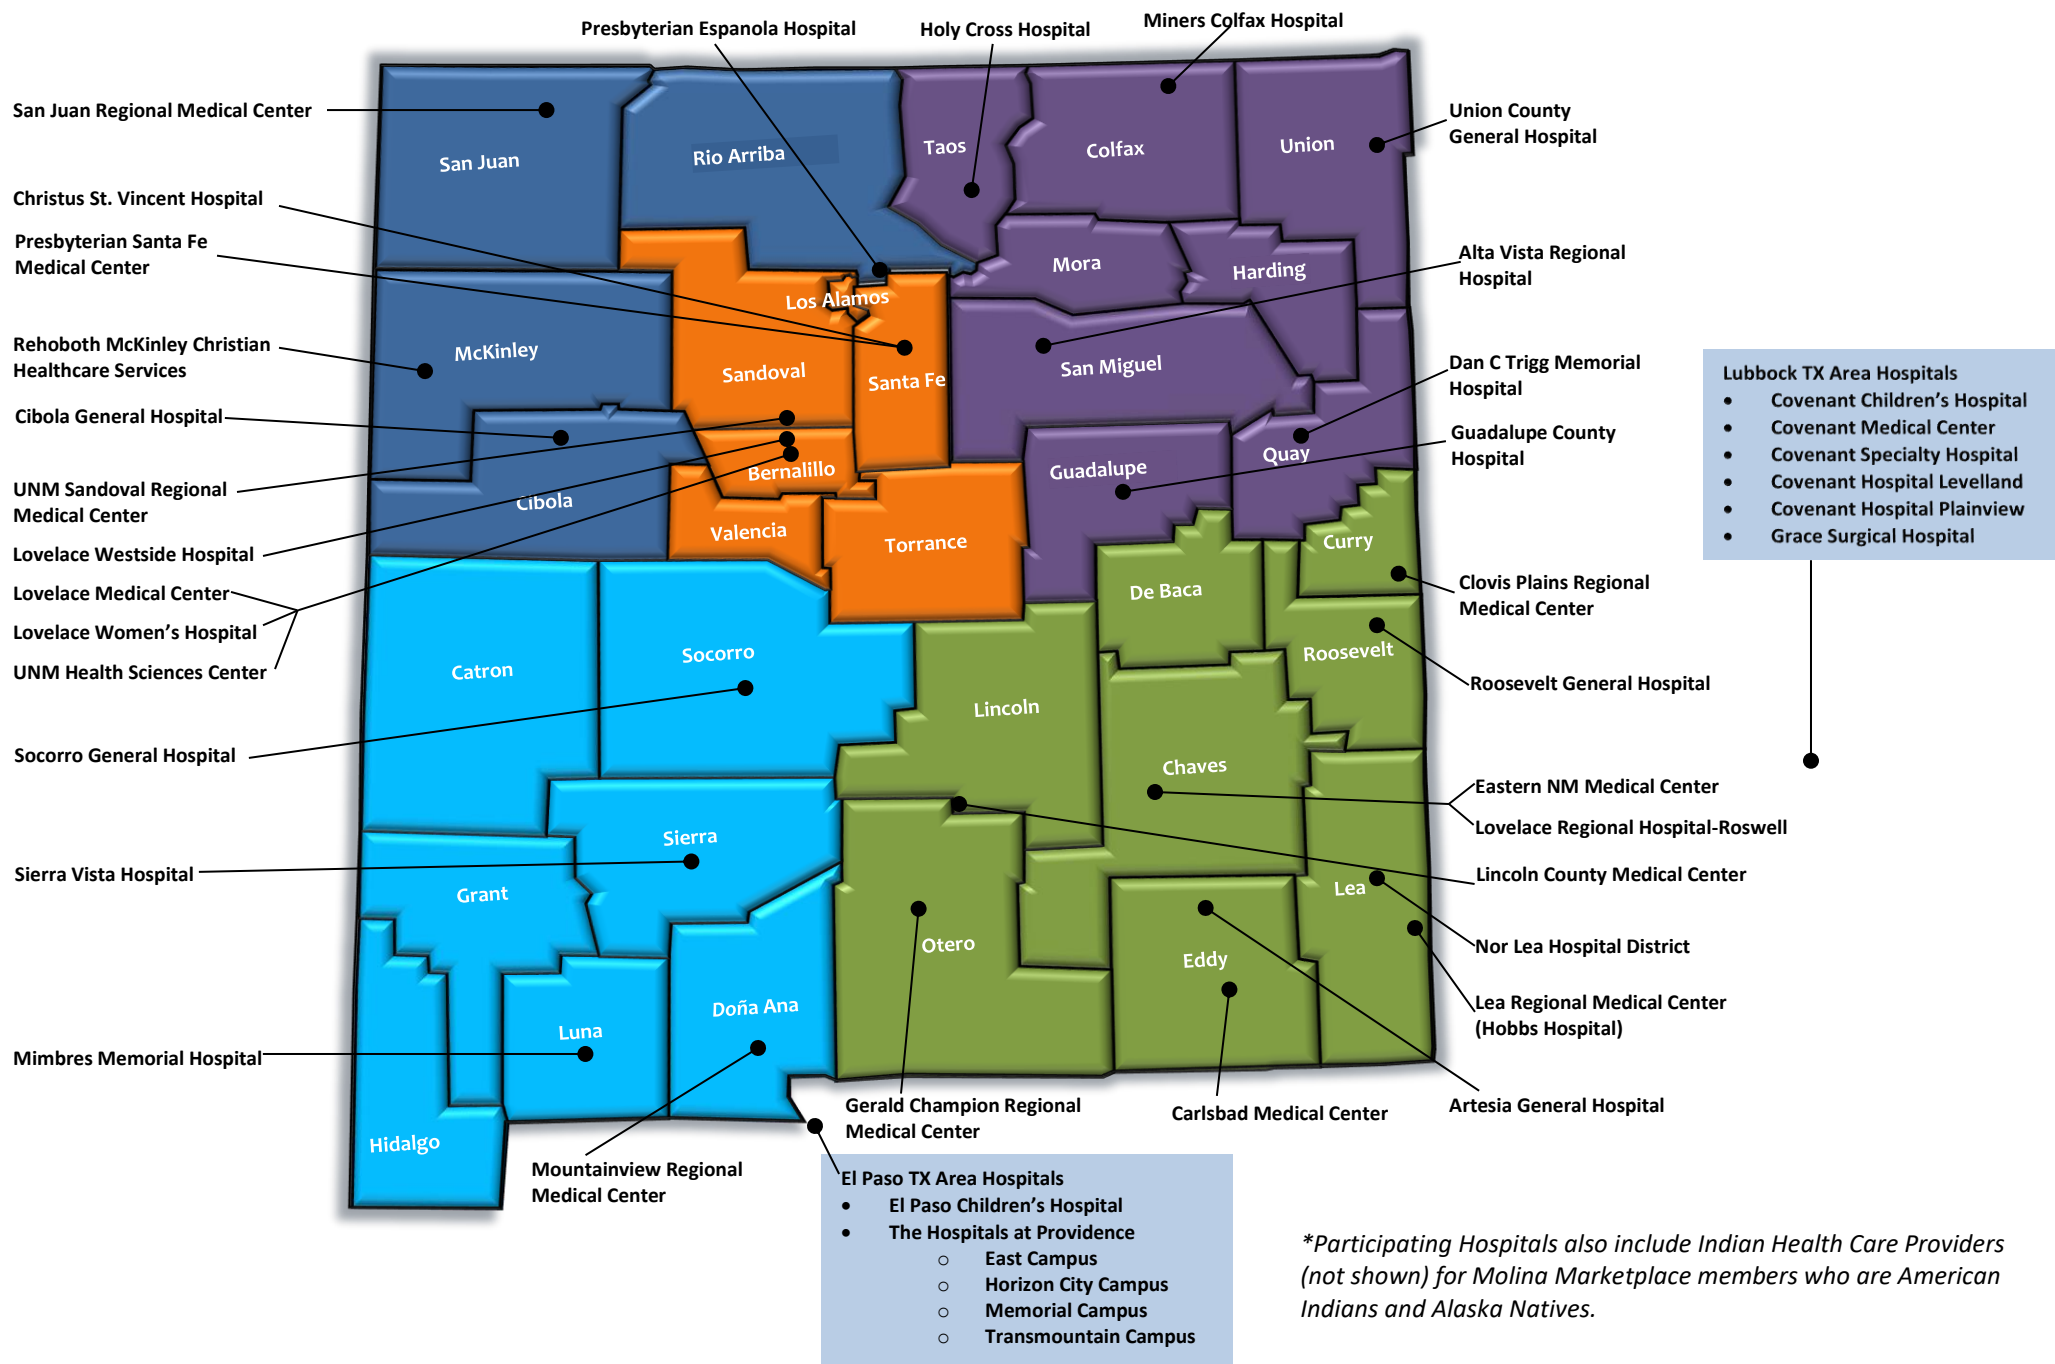 Presbyterian Espanola Hospital
Holy Cross Hospital
Miners Colfax Hospital
San Juan Regional Medical Center
Christus St. Vincent Hospital
Presbyterian Santa Fe
Medical Center
Rehoboth McKinley Christian
Healthcare Services
Cibola General Hospital
UNM Sandoval Regional
Medical Center
Lovelace Westside Hospital
Lovelace Medical Center
Lovelace Women's Hospital
UNM Health Sciences Center
Socorro General Hospital
Sierra Vista Hospital
Mimbres Memorial Hospital
San Juan
Rio Arriba
Taos
Colfax
Union
Mora
Harding
Los Alamos
McKinley
Sandoval
Santa Fe
San Miguel
Bernalillo
Guadalupe
Quay
Cibola
Valencia
Torrance
Curry
De Baca
Roosevelt
Catron
Socorro
Lincoln
Chaves
Sierra
Grant
Lea
Otero
Eddy
Doña Ana
Luna
Hidalgo
Union County
General Hospital
Alta Vista Regional
Hospital
Dan C Trigg Memorial
Hospital
Guadalupe County
Hospital
Clovis Plains Regional
Medical Center
Roosevelt General Hospital
Eastern NM Medical Center
Lovelace Regional Hospital-Roswell
Lincoln County Medical Center
Nor Lea Hospital District
Lea Regional Medical Center
(Hobbs Hospital)
Artesia General Hospital
Carlsbad Medical Center
Gerald Champion Regional
Medical Center
Mountainview Regional
Medical Center
Lubbock TX Area Hospitals
• Covenant Children's Hospital
• Covenant Medical Center
• Covenant Specialty Hospital
• Covenant Hospital Levelland
• Covenant Hospital Plainview
• Grace Surgical Hospital
El Paso TX Area Hospitals
• El Paso Children's Hospital
• The Hospitals at Providence
o East Campus
o Horizon City Campus
o Memorial Campus
o Transmountain Campus
*Participating Hospitals also include Indian Health Care Providers
(not shown) for Molina Marketplace members who are American
Indians and Alaska Natives.